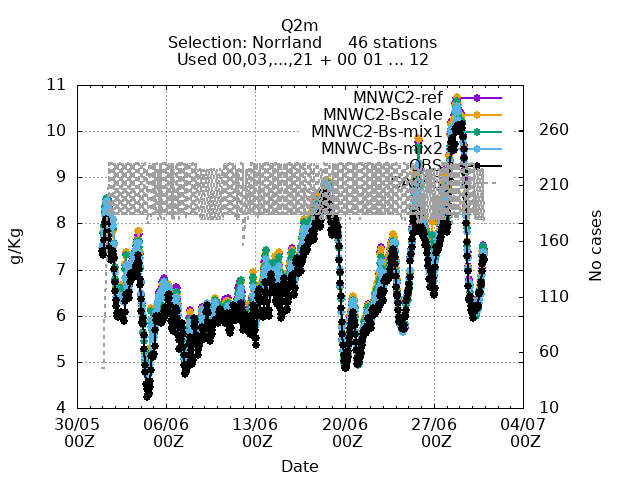 Q2m
Selection: Norrland 46 stations
Used 00,03,...,21 + 00 01 ... 12
11
10
9
8
7
6
5
4
g/Kg
MNWC2-ref
MNWC2-Bscale
MNWC2-Bs-mix1
MNWC-Bs-mix2
OBS
260
210
160
110
60
10
No cases
30/05 06/06 13/06 20/06 27/06 04/07
00Z 00Z 00Z 00Z 00Z 00Z
Date